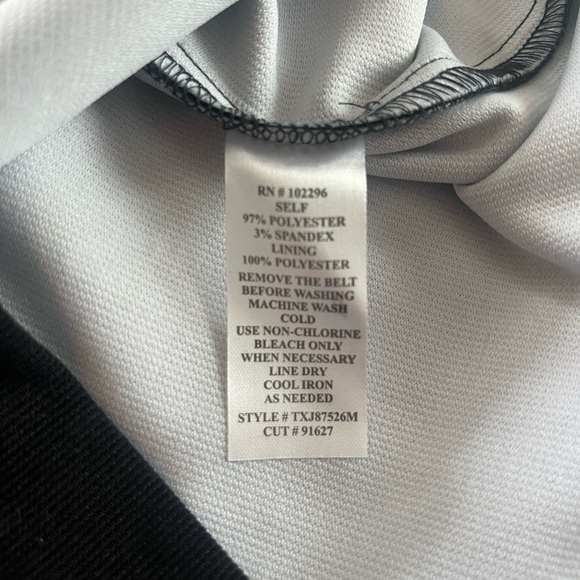 RN # 102296
SELF
97% POLYESTER
3% SPANDEX
LINING
100% POLYESTER
REMOVE THE BELT
BEFORE WASHING
MACHINE WASH
COLD
USE NON-CHLORINE
BLEACH ONLY
WHEN NECESSARY
LINE DRY
COOL IRON
AS NEEDED
STYLE # TXJ87526M
CUT # 91627